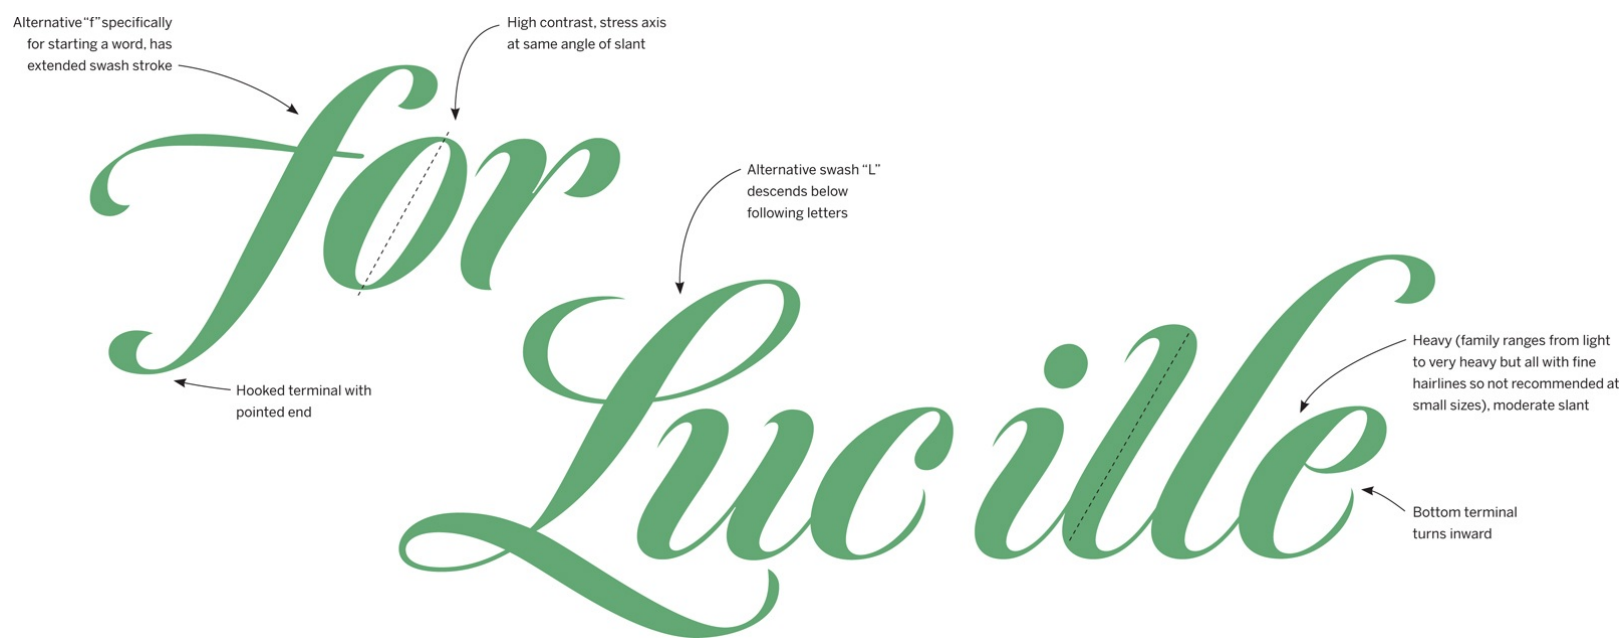 Alternative “f” specifically
for starting a word, has
extended swash stroke
High contrast, stress axis
at same angle of slant
for
Alternative swash “L”
descends below
following letters
Hooked terminal with
pointed end
Lucille
Heavy (family ranges from light
to very heavy but all with fine
hairlines so not recommended at
small sizes), moderate slant
Bottom terminal
turns inward